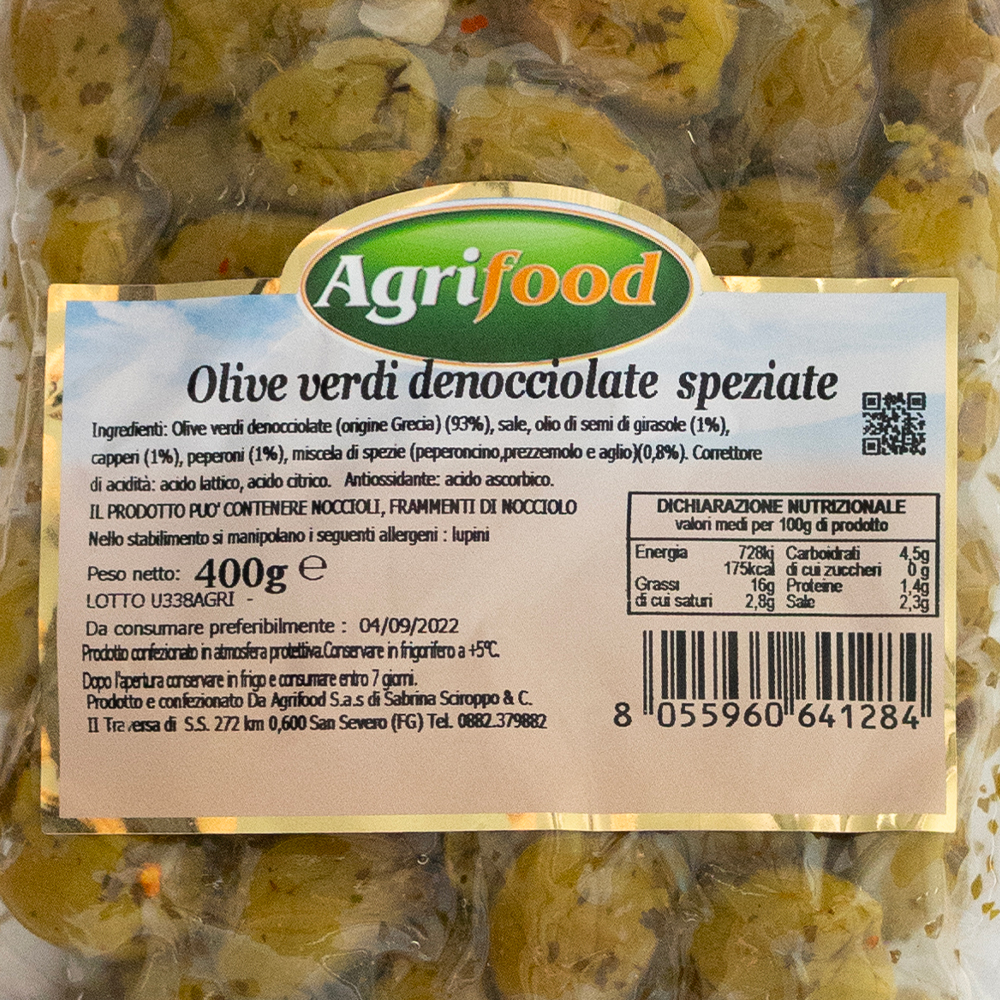 Agrifood
Olive verdi denocciolate speziate
Ingredienti: Olive verdi denocciolate (origine Grecia) (93%), sale, olio di semi di girasole (1%),
capperi (1%), peperoni (1%), miscela di spezie (peperoncino,prezzemolo e aglio)(0,8%). Correttore
di acidità: acido lattico, acido citrico. Antiossidante: acido ascorbico.
IL PRODOTTO PUO' CONTENERE NOCCIOLI, FRAMMENTI DI NOCCIOLO
Nello stabilimento si manipolano i seguenti allergeni : lupini
Peso netto: 400g e
LOTTO U338AGRI -
Da consumare preferibilmente : 04/09/2022
Prodotto confezionato in atmosfera protettiva.Conservare in frigorifero a +5°C.
Dopo l'apertura conservare in frigo e consumare entro 7 giorni.
Prodotto e confezionato Da Agrifood S.a.s di Sabrina Sciroppo & C.
II Traversa di S.S. 272 km 0,600 San Severo (FG) Tel. 0882.379882
DICHIARAZIONE NUTRIZIONALE
valori medi per 100g di prodotto
Energia 728kj Carboidrati 4,5g
175kcal di cui zuccheri 0 g
Grassi 16g Proteine 1,4g
di cui saturi 2,8g Sale 2,3g
8 055960 641284